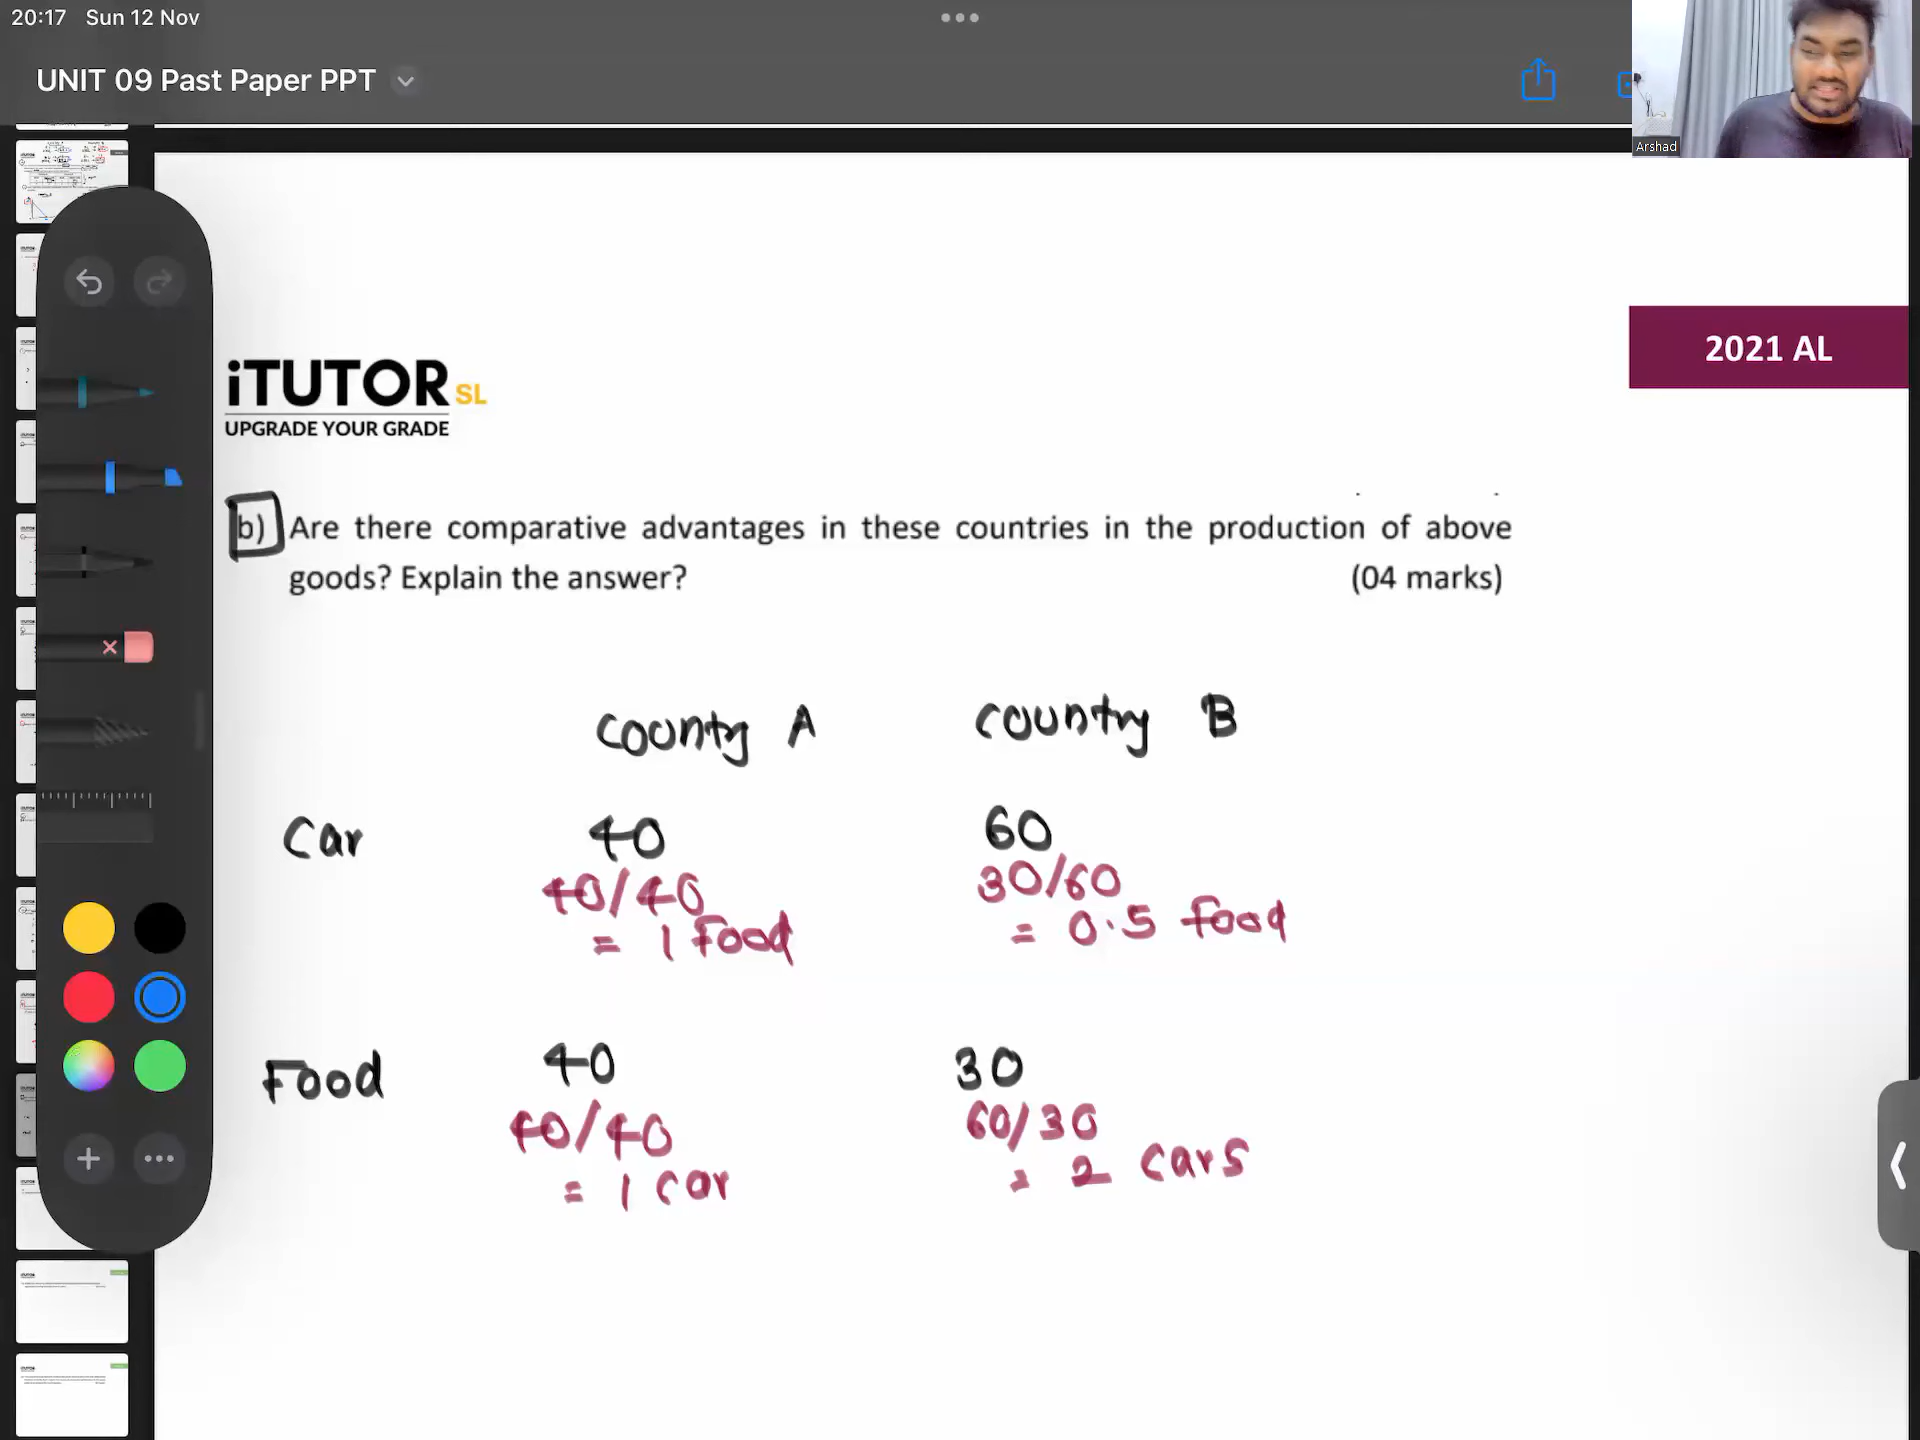 20:17 Sun 12 Nov
UNIT 09 Past Paper PPT
Arshad
2021 AL
iTUTOR SL
UPGRADE YOUR GRADE
b) Are there comparative advantages in these countries in the production of above
goods? Explain the answer? (04 marks)
county A country B
Car 40 60
40/40 30/60
= 1 Food = 0.5 food
Food 40 30
40/40 60/30
= 1 car = 2 cars